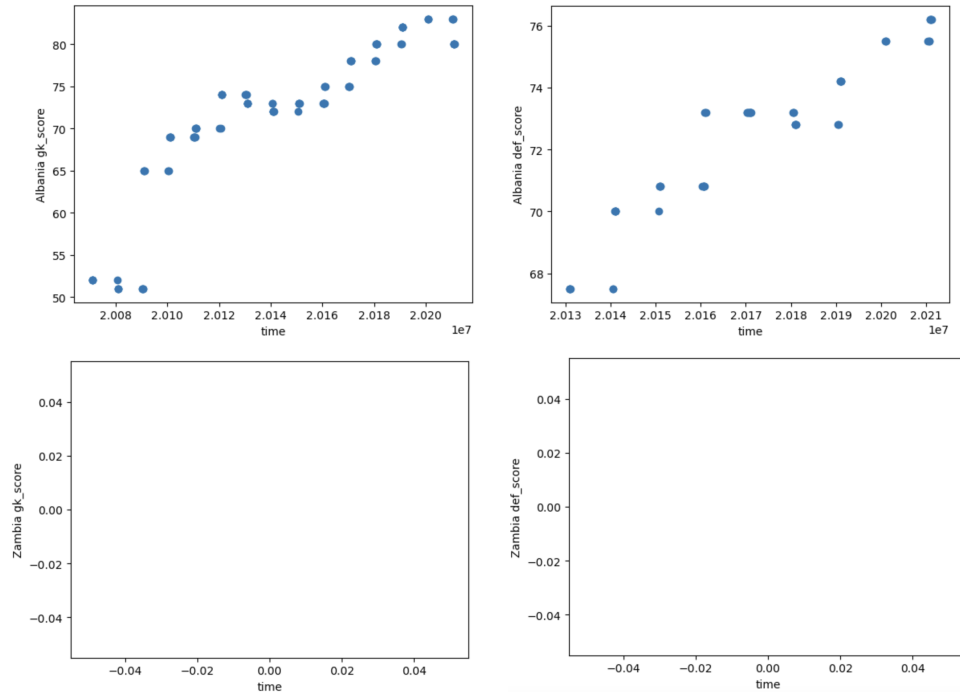 Albania gk_score
80
75
70
65
60
55
50
2.008 2.010 2.012 2.014 2.016 2.018 2.020
1e7
time
Albania def_score
76
74
72
70
68
2.013 2.014 2.015 2.016 2.017 2.018 2.019 2.020 2.021
1e7
time
Zambia gk_score
0.04
0.02
0.00
−0.02
−0.04
−0.04 −0.02 0.00 0.02 0.04
time
Zambia def_score
0.04
0.02
0.00
−0.02
−0.04
−0.04 −0.02 0.00 0.02 0.04
time